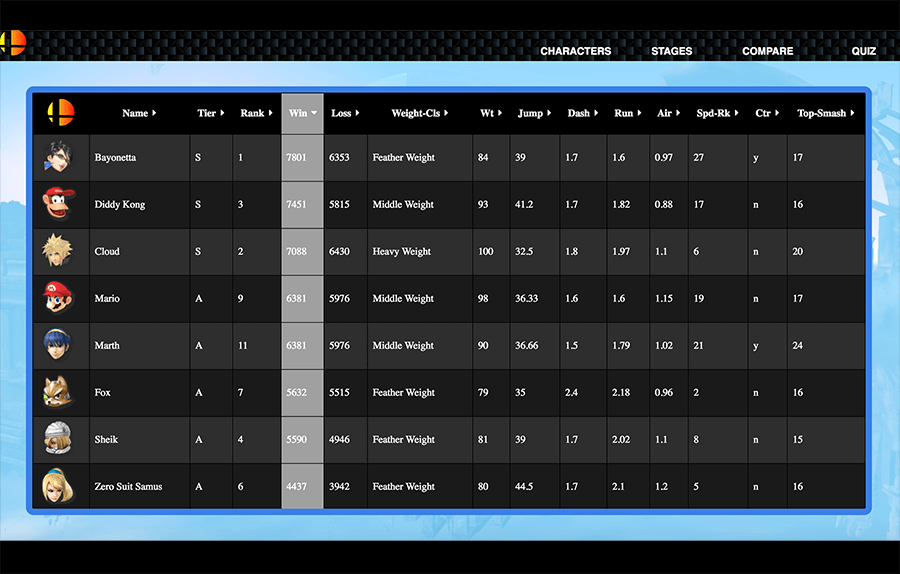 CHARACTERS STAGES COMPARE QUIZ
Name Tier Rank Win Loss Weight-Cls Wt Jump Dash Run Air Spd-Rk Ctr Top-Smash
Bayonetta S 1 7801 6353 Feather Weight 84 39 1.7 1.6 0.97 27 y 17
Diddy Kong S 3 7451 5815 Middle Weight 93 41.2 1.7 1.82 0.88 17 n 16
Cloud S 2 7088 6430 Heavy Weight 100 32.5 1.8 1.97 1.1 6 n 20
Mario A 9 6381 5976 Middle Weight 98 36.33 1.6 1.6 1.15 19 n 17
Marth A 11 6381 5976 Middle Weight 90 36.66 1.5 1.79 1.02 21 y 24
Fox A 7 5632 5515 Feather Weight 79 35 2.4 2.18 0.96 2 n 16
Sheik A 4 5590 4946 Feather Weight 81 39 1.7 2.02 1.1 8 n 15
Zero Suit Samus A 6 4437 3942 Feather Weight 80 44.5 1.7 2.1 1.2 5 n 16